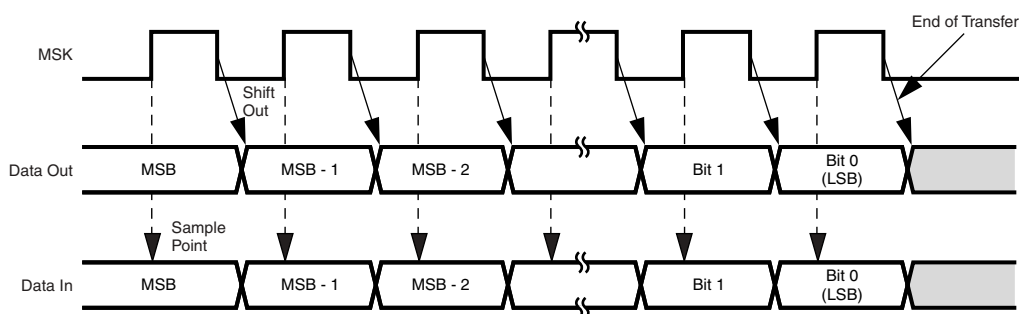 End of Transfer
MSK
Shift
Out
Data Out
MSB
MSB - 1
MSB - 2
Bit 1
Bit 0
(LSB)
Sample
Point
Data In
MSB
MSB - 1
MSB - 2
Bit 1
Bit 0
(LSB)